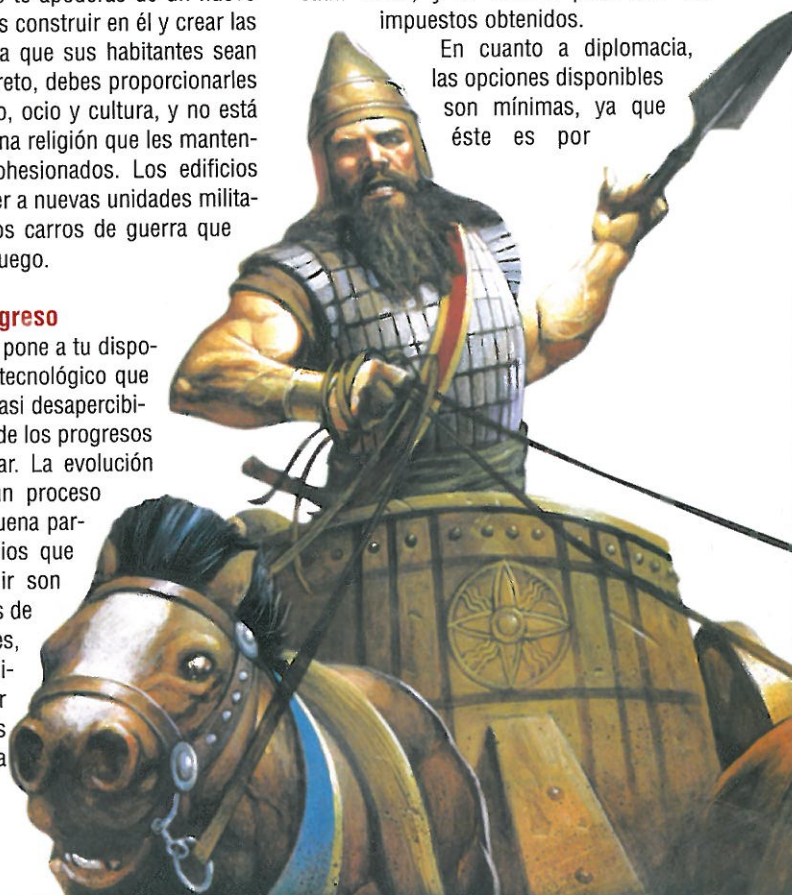 s construir en él y crear las
a que sus habitantes sean
reto, debes proporcionarles
o, ocio y cultura, y no está
una religión que les manten-
ohesionados. Los edificios
er a nuevas unidades milita-
os carros de guerra que
uego.
greso
pone a tu dispo-
tecnológico que
asi desapercibi-
de los progresos
ar. La evolución
un proceso
uena par-
ios que
ir son
s de
es,
i-
r
s
a
impuestos obtenidos.
En cuanto a diplomacia,
las opciones disponibles
son mínimas, ya que
éste es por